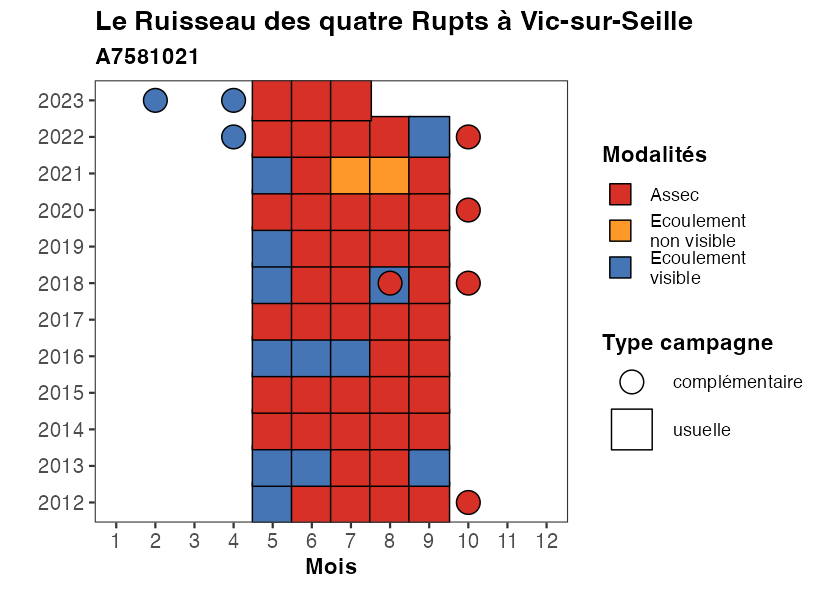 Le Ruisseau des quatre Rupts à Vic-sur-Seille
A7581021
2023
2022
2021
2020
2019
2018
2017
2016
2015
2014
2013
2012
1 2 3 4 5 6 7 8 9 10 11 12
Mois
Modalités
Assec
Ecoulement
non visible
Ecoulement
visible
Type campagne
complémentaire
usuelle